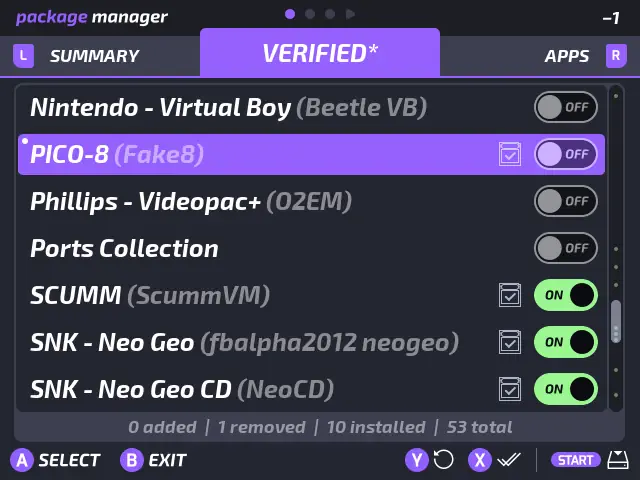 package manager
–1
L SUMMARY VERIFIED* APPS R
Nintendo - Virtual Boy (Beetle VB) OFF
PICO-8 (Fake8) OFF
Phillips - Videopac+ (O2EM) OFF
Ports Collection OFF
SCUMM (ScummVM) ON
SNK - Neo Geo (fbalpha2012 neogeo) ON
SNK - Neo Geo CD (NeoCD) ON
0 added | 1 removed | 10 installed | 53 total
A SELECT B EXIT Y X START